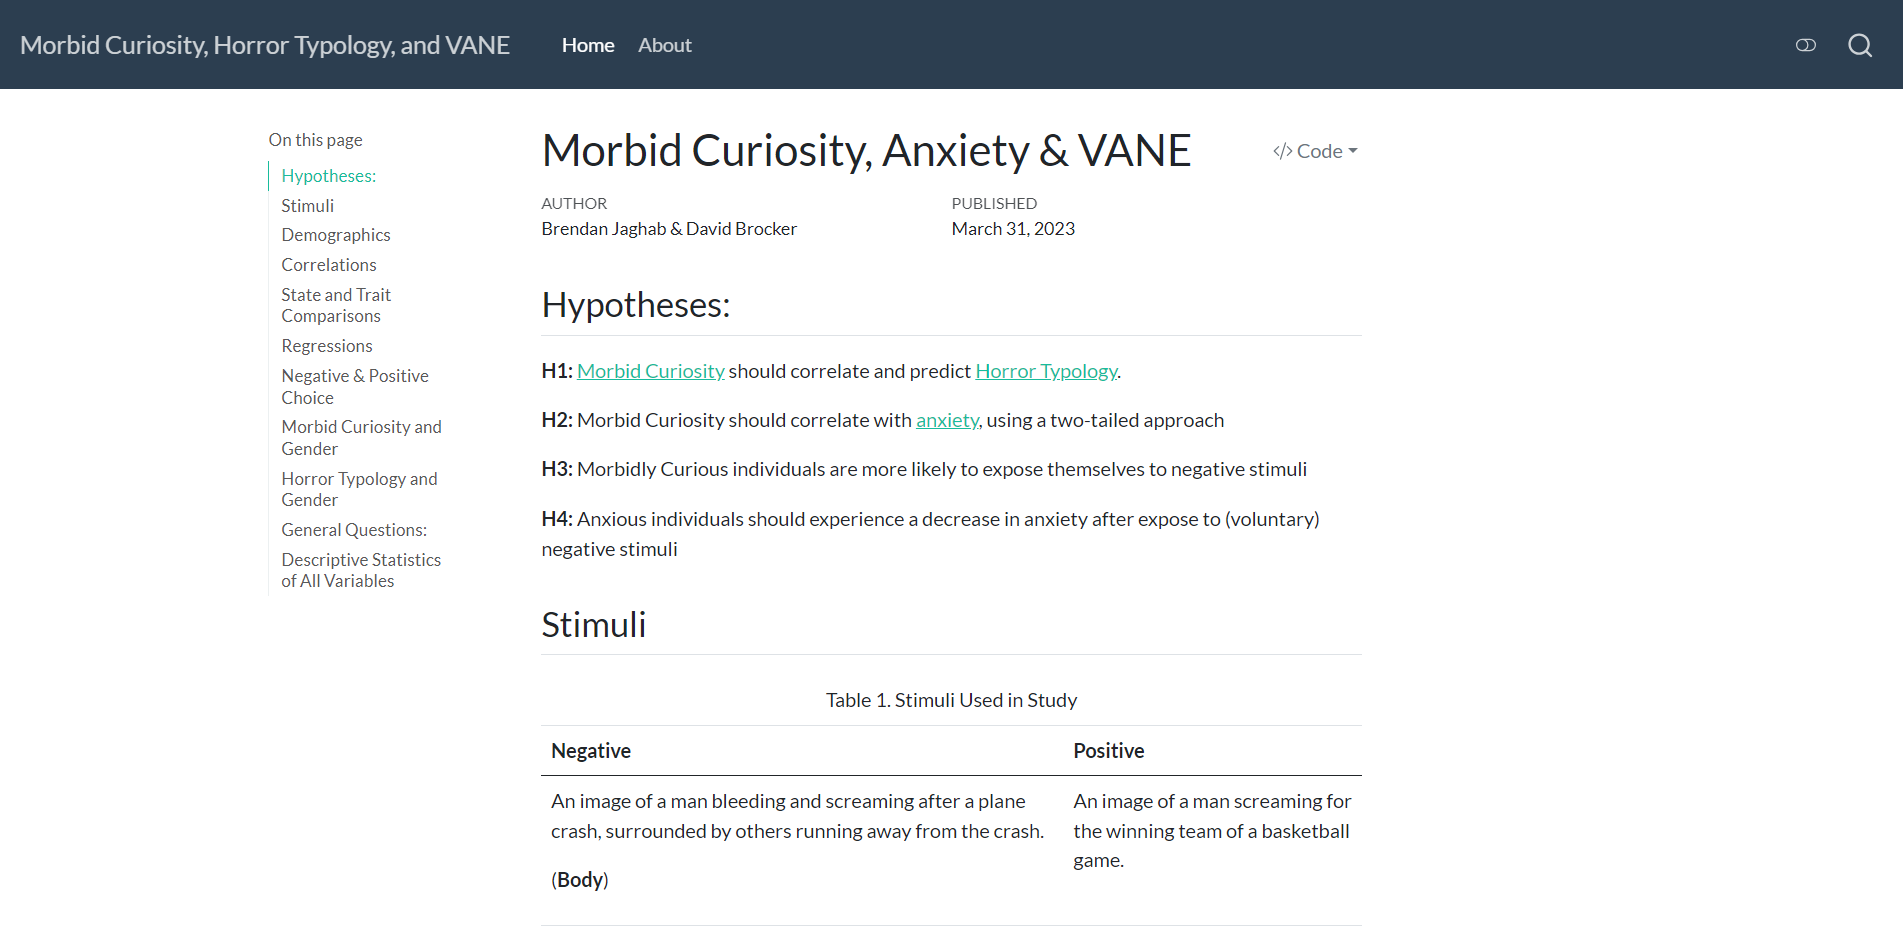 Morbid Curiosity, Horror Typology, and VANE
Home
About
On this page
Hypotheses:
Stimuli
Demographics
Correlations
State and Trait
Comparisons
Regressions
Negative & Positive
Choice
Morbid Curiosity and
Gender
Horror Typology and
Gender
General Questions:
Descriptive Statistics
of All Variables
Morbid Curiosity, Anxiety & VANE
</> Code
AUTHOR
Brendan Jaghab & David Brocker
PUBLISHED
March 31, 2023
Hypotheses:
H1: Morbid Curiosity should correlate and predict Horror Typology.
H2: Morbid Curiosity should correlate with anxiety, using a two-tailed approach
H3: Morbidly Curious individuals are more likely to expose themselves to negative stimuli
H4: Anxious individuals should experience a decrease in anxiety after expose to (voluntary)
negative stimuli
Stimuli
Table 1. Stimuli Used in Study
Negative
Positive
An image of a man bleeding and screaming after a plane
crash, surrounded by others running away from the crash.
(Body)
An image of a man screaming for
the winning team of a basketball
game.